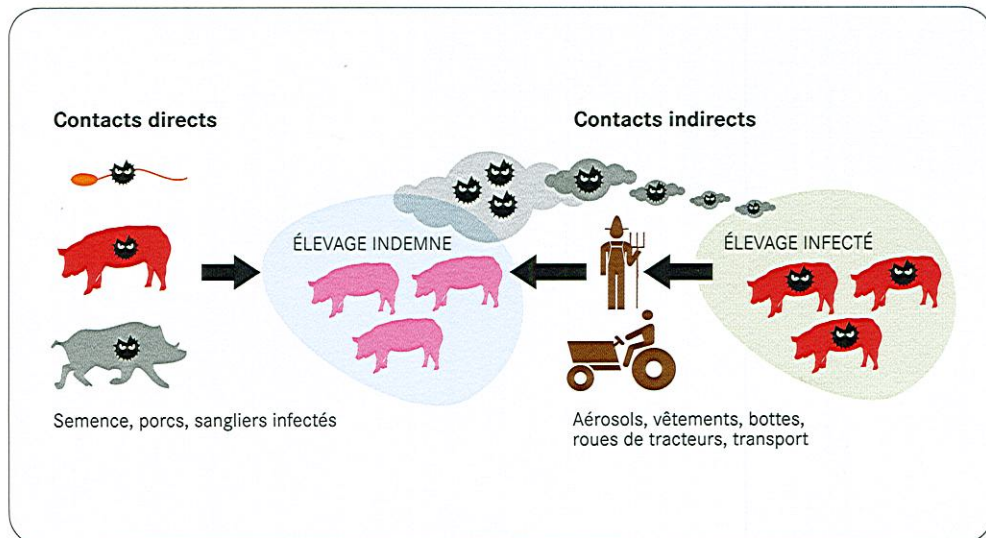 Contacts directs
Contacts indirects
ÉLEVAGE INDEMNE
ÉLEVAGE INFECTÉ
Semence, porcs, sangliers infectés
Aérosols, vêtements, bottes,
roues de tracteurs, transport